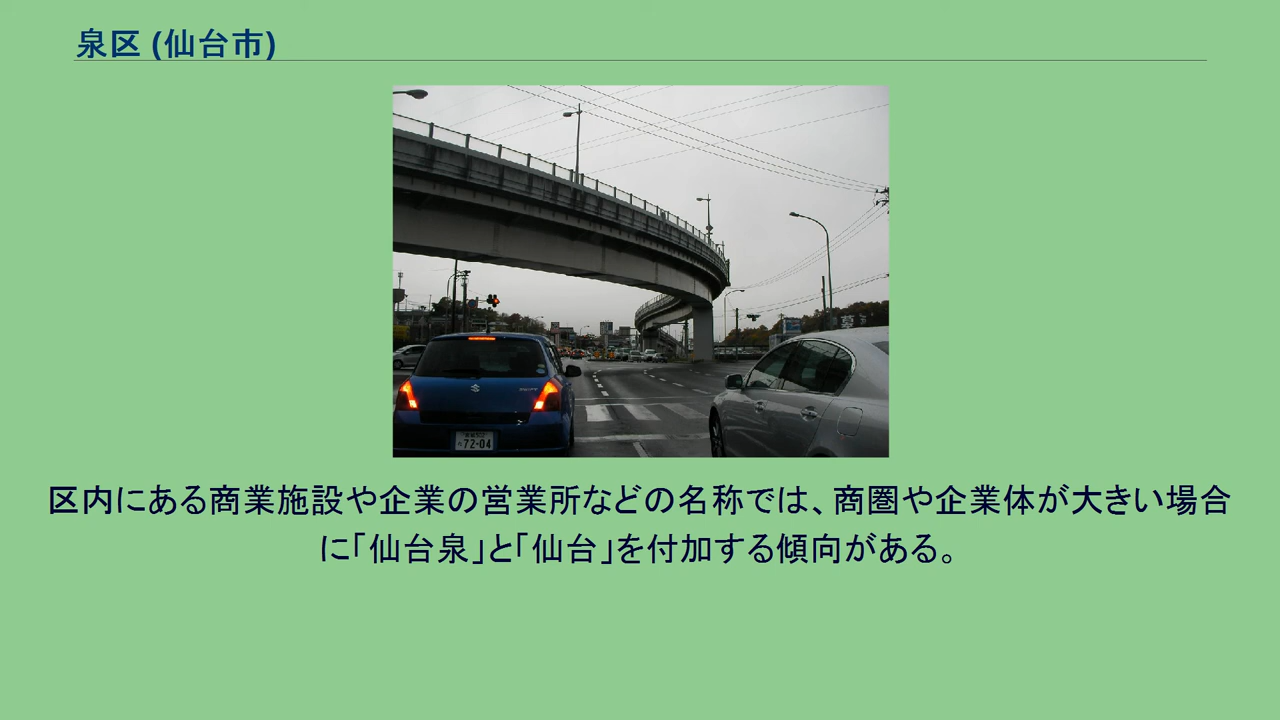 泉区 (仙台市)
72-04
区内にある商業施設や企業の営業所などの名称では、商圏や企業体が大きい場合
に「仙台泉」と「仙台」を付加する傾向がある。